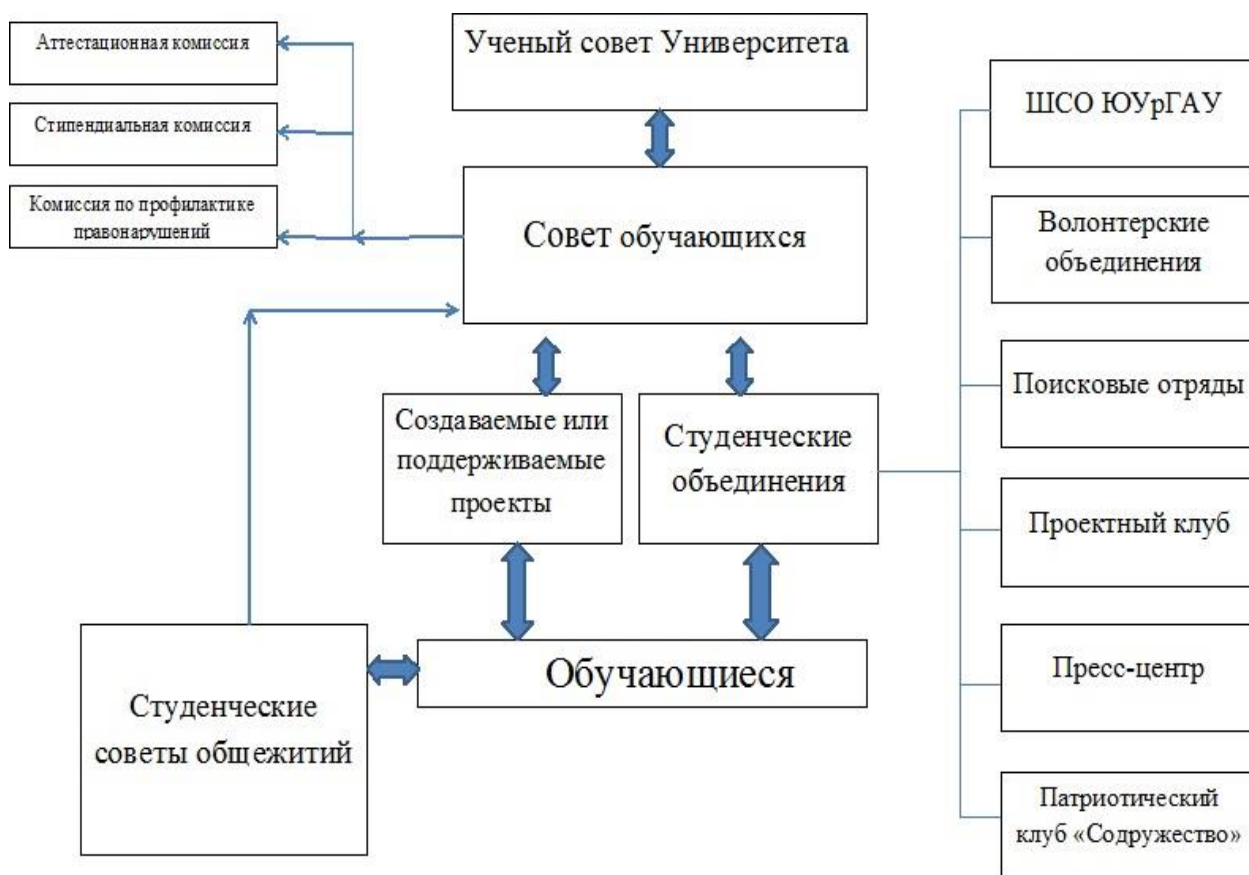 Ученый совет Университета
Аттестационная комиссия
Стипендиальная комиссия
Комиссия по профилактике
правонарушений
Совет обучающихся
Создаваемые или
поддерживаемые
проекты
Студенческие
объединения
Обучающиеся
Студенческие
советы общежитий
ШСО ЮУрГАУ
Волонтерские
объединения
Поисковые отряды
Проектный клуб
Пресс-центр
Патриотический
клуб «Содружество»